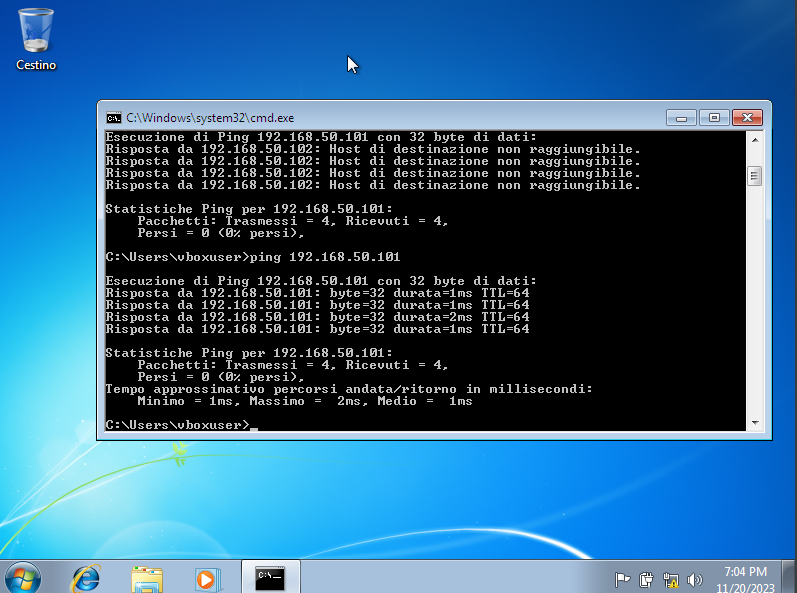 Cestino
C:\Windows\system32\cmd.exe
Esecuzione di Ping 192.168.50.101 con 32 byte di dati:
Risposta da 192.168.50.102: Host di destinazione non raggiungibile.
Risposta da 192.168.50.102: Host di destinazione non raggiungibile.
Risposta da 192.168.50.102: Host di destinazione non raggiungibile.
Risposta da 192.168.50.102: Host di destinazione non raggiungibile.
Statistiche Ping per 192.168.50.101:
Pacchetti: Trasmessi = 4, Ricevuti = 4,
Persi = 0 (0% persi),
C:\Users\vboxuser>ping 192.168.50.101
Esecuzione di Ping 192.168.50.101 con 32 byte di dati:
Risposta da 192.168.50.101: byte=32 durata=1ms TTL=64
Risposta da 192.168.50.101: byte=32 durata=1ms TTL=64
Risposta da 192.168.50.101: byte=32 durata=2ms TTL=64
Risposta da 192.168.50.101: byte=32 durata=1ms TTL=64
Statistiche Ping per 192.168.50.101:
Pacchetti: Trasmessi = 4, Ricevuti = 4,
Persi = 0 (0% persi),
Tempo approssimativo percorsi andata/ritorno in millisecondi:
Minimo = 1ms, Massimo =  2ms, Medio =  1ms
C:\Users\vboxuser>_
7:04 PM
11/20/2023